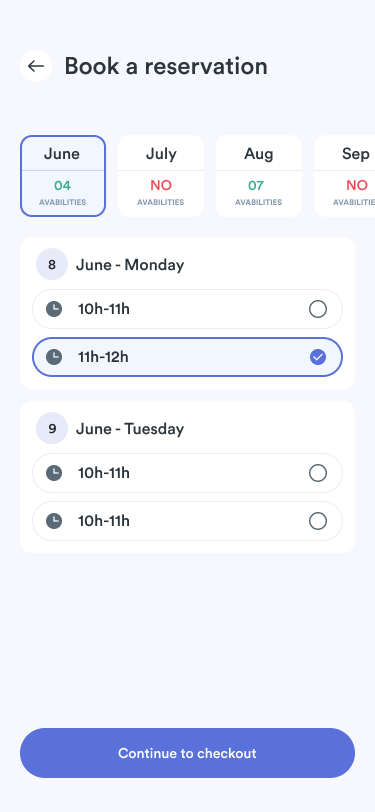 Book a reservation
June July Aug Sep
04 NO 07 NO
AVABILITIES AVABILITIES AVABILITIES AVABILITIE
8 June - Monday
10h-11h
11h-12h
9 June - Tuesday
10h-11h
10h-11h
Continue to checkout